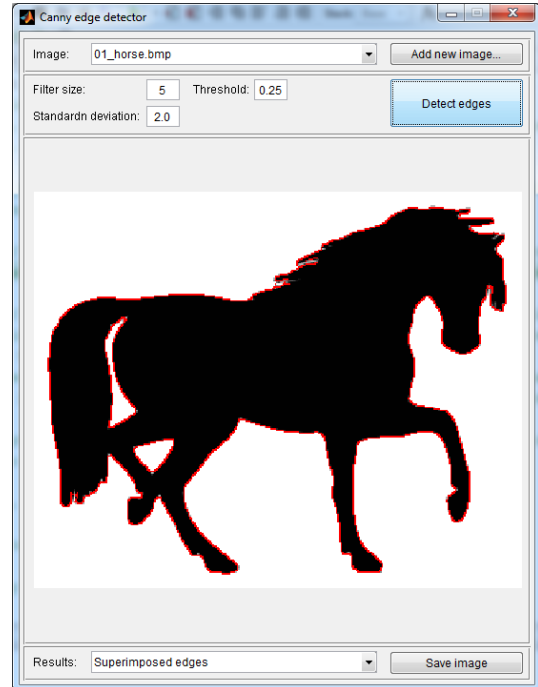 Canny edge detector
Image: 01_horse.bmp Add new image...
Filter size: 5 Threshold: 0.25 Detect edges
Standardn deviation: 2.0
Results: Superimposed edges Save image